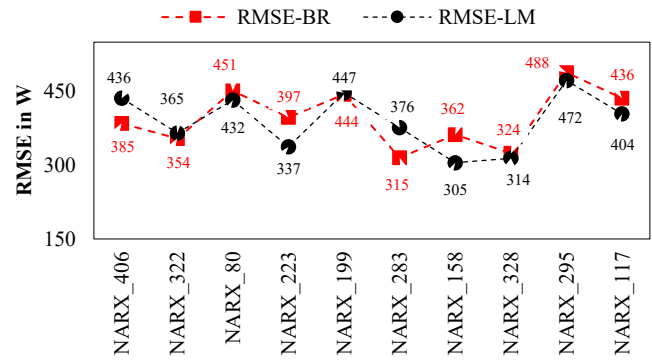 RMSE-BR RMSE-LM
RMSE in W
450
300
150
436
385
365
354
451
432
397
337
447
444
376
315
362
305
324
314
488
472
436
404
NARX_406
NARX_322
NARX_80
NARX_223
NARX_199
NARX_283
NARX_158
NARX_328
NARX_295
NARX_117